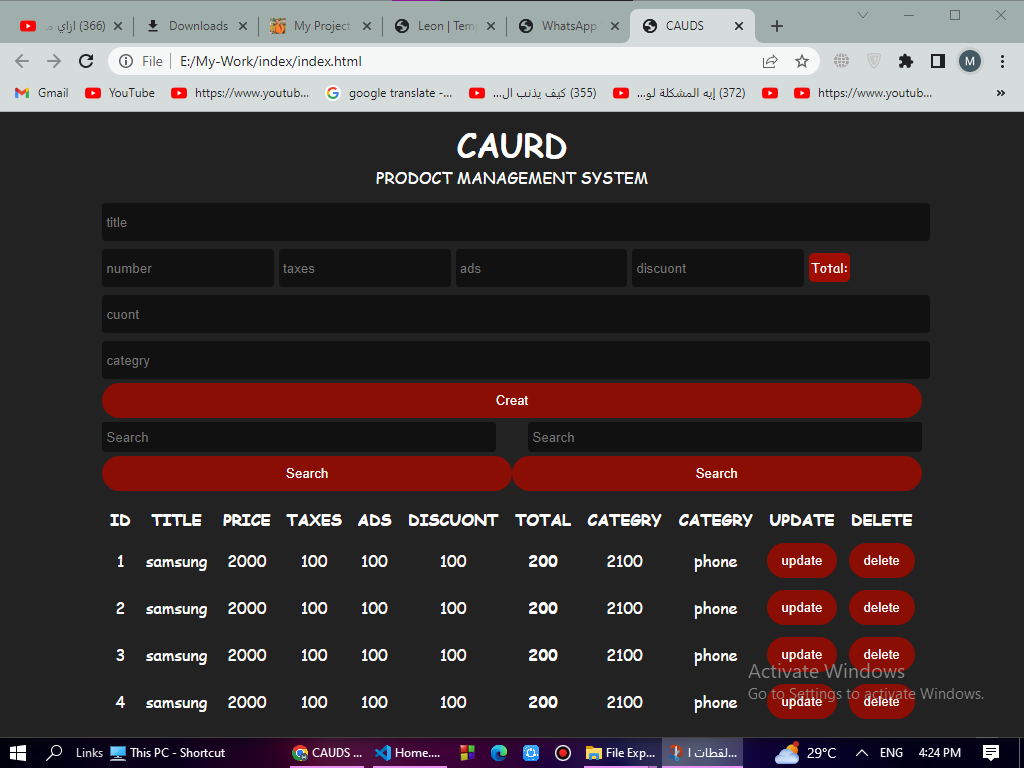 (366) ازاي م
Downloads
My Project
Leon | Temp
WhatsApp
CAUDS
File
E:/My-Work/index/index.html
M
Gmail
YouTube
https://www.youtub...
google translate -...
(355) كيف يذنب ال...
(372) إيه المشكلة لو...
https://www.youtub...
»
CAURD
PRODOCT MANAGEMENT SYSTEM
title
number taxes ads discuont Total:
cuont
categry
Creat
Search Search
Search Search
ID TITLE PRICE TAXES ADS DISCUONT TOTAL CATEGRY CATEGRY UPDATE DELETE
1 samsung 2000 100 100 100 200 2100 phone update delete
2 samsung 2000 100 100 100 200 2100 phone update delete
3 samsung 2000 100 100 100 200 2100 phone update delete
4 samsung 2000 100 100 100 200 2100 phone update delete
Activate Windows
Go to Settings to activate Windows.
Links This PC - Shortcut CAUDS ... Home.... File Exp... لقطات ا... 29°C ENG 4:24 PM